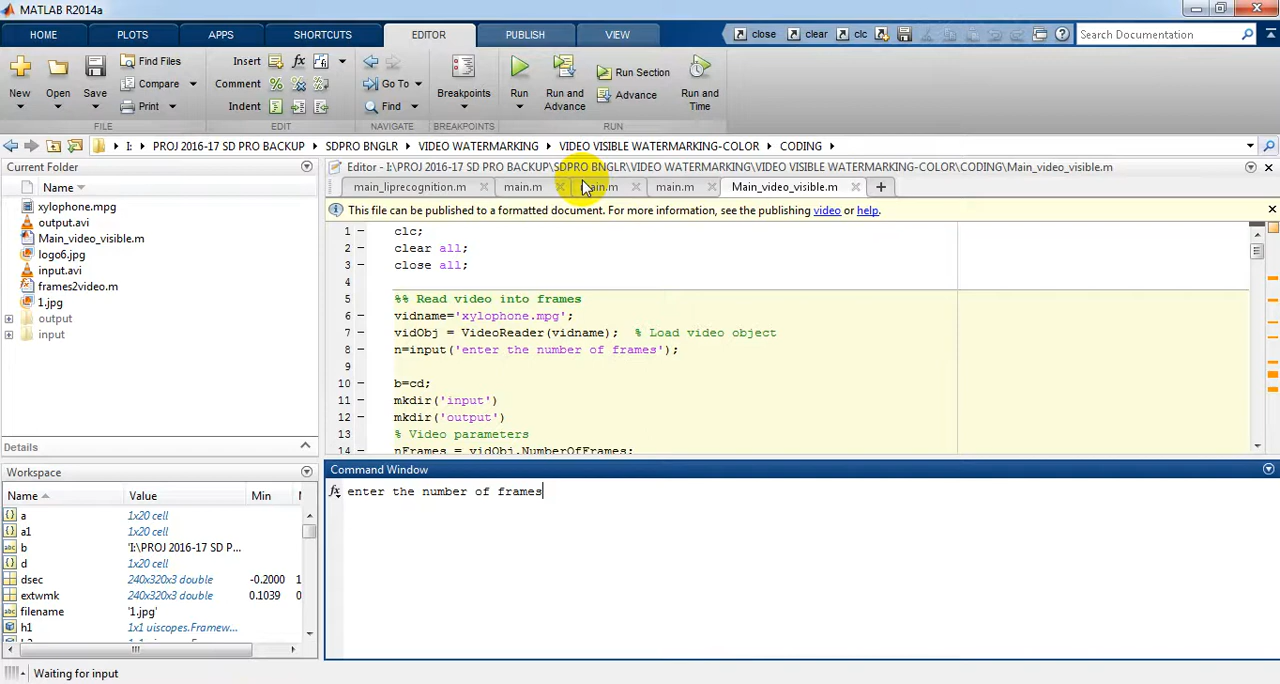 MATLAB R2014a
HOME PLOTS APPS SHORTCUTS EDITOR PUBLISH VIEW close clear clc Search Documentation
New Open Save Find Files Compare Print Insert Comment Indent Go To Find Breakpoints Run Run and Advance Run Section Advance Run and Time
FILE EDIT NAVIGATE BREAKPOINTS RUN
I: PROJ 2016-17 SD PRO BACKUP SDPRO BNGLR VIDEO WATERMARKING VIDEO VISIBLE WATERMARKING-COLOR CODING
Current Folder
Name
xylophone.mpg
output.avi
Main_video_visible.m
logo6.jpg
input.avi
frames2video.m
1.jpg
output
input
Details
Workspace
Name Value Min
a 1x20 cell
a1 1x20 cell
b 'I:\PROJ 2016-17 SD P...
d 1x20 cell
dsec 240x320x3 double -0.2000 1
extwmk 240x320x3 double 0.1039 0
filename '1.jpg'
h1 1x1 uiscopes.Framew...
Editor - I:\PROJ 2016-17 SD PRO BACKUP\SDPRO BNGLR\VIDEO WATERMARKING\VIDEO VISIBLE WATERMARKING-COLOR\CODING\Main_video_visible.m
main_liprecognition.m main.m main.m main.m Main_video_visible.m
This file can be published to a formatted document. For more information, see the publishing video or help.
1 clc;
2 clear all;
3 close all;
4
5 %% Read video into frames
6 vidname='xylophone.mpg';
7 vidObj = VideoReader(vidname); % Load video object
8 n=input('enter the number of frames');
9
10 b=cd;
11 mkdir('input')
12 mkdir('output')
13 % Video parameters
14 nFrames = vidObj.NumberOfFrames;
Command Window
fx enter the number of frames
Waiting for input